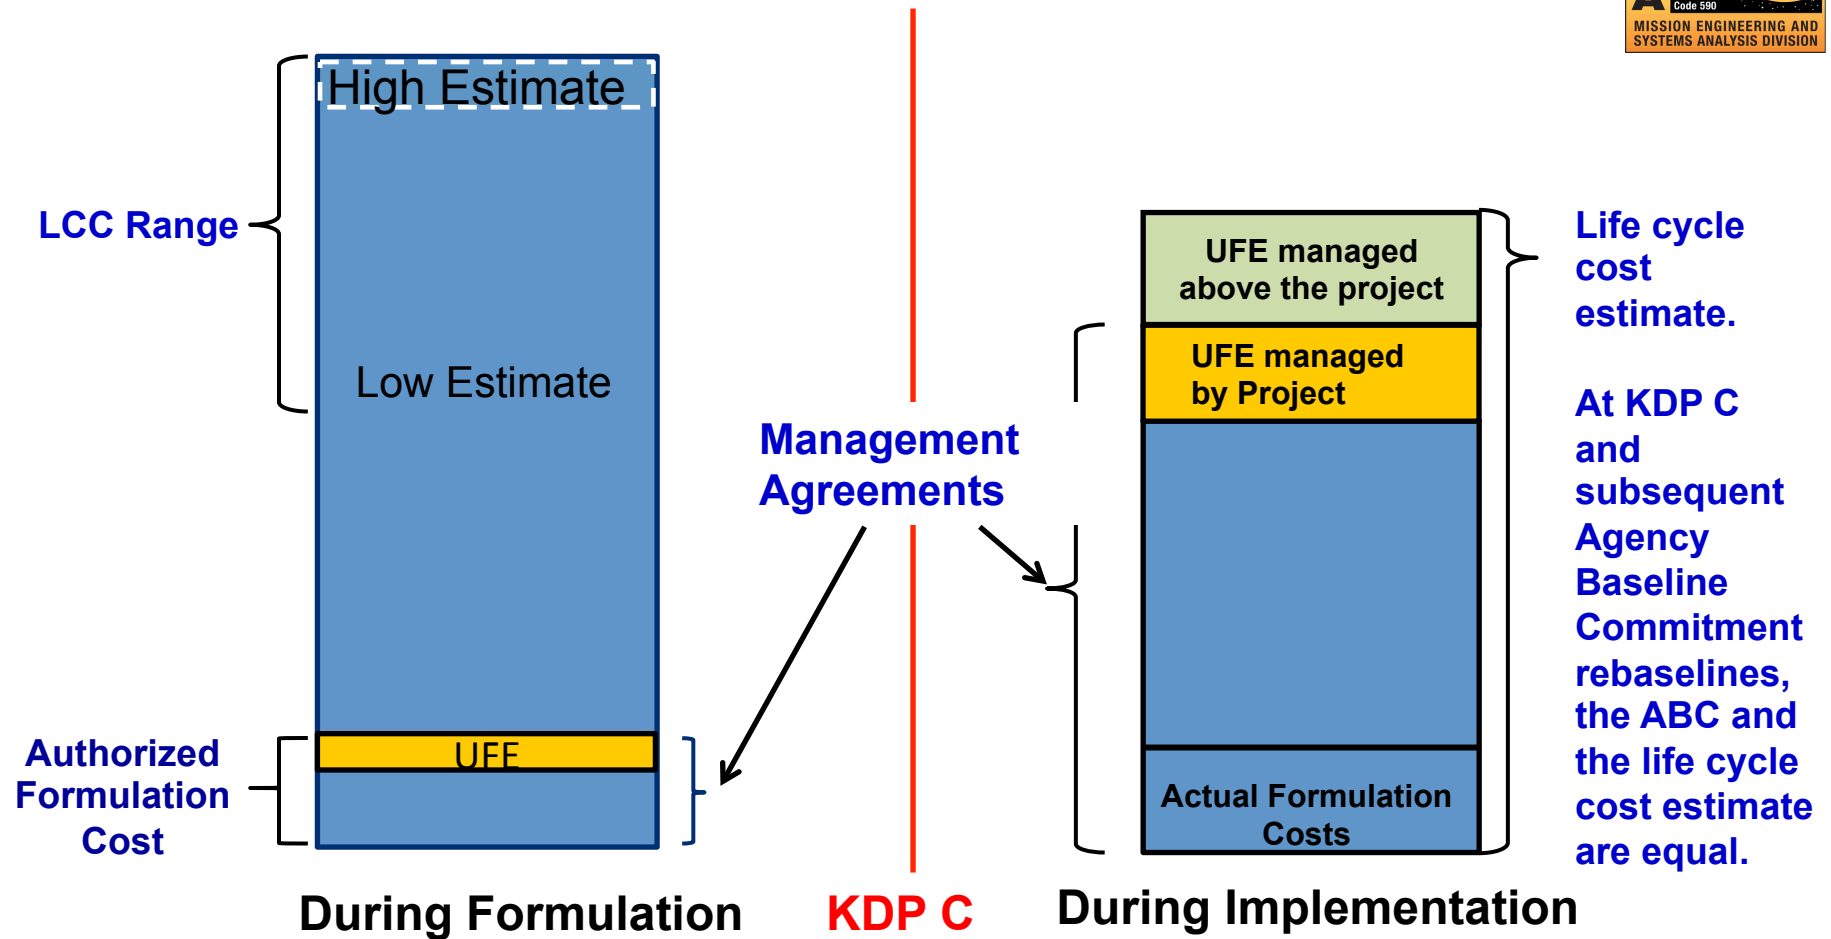 Code 590
MISSION ENGINEERING AND
SYSTEMS ANALYSIS DIVISION
High Estimate
LCC Range
Low Estimate
UFE
Authorized
Formulation
Cost
During Formulation
Management
Agreements
KDP C
UFE managed
above the project
UFE managed
by Project
Actual Formulation
Costs
During Implementation
Life cycle
cost
estimate.
At KDP C
and
subsequent
Agency
Baseline
Commitment
rebaselines,
the ABC and
the life cycle
cost estimate
are equal.